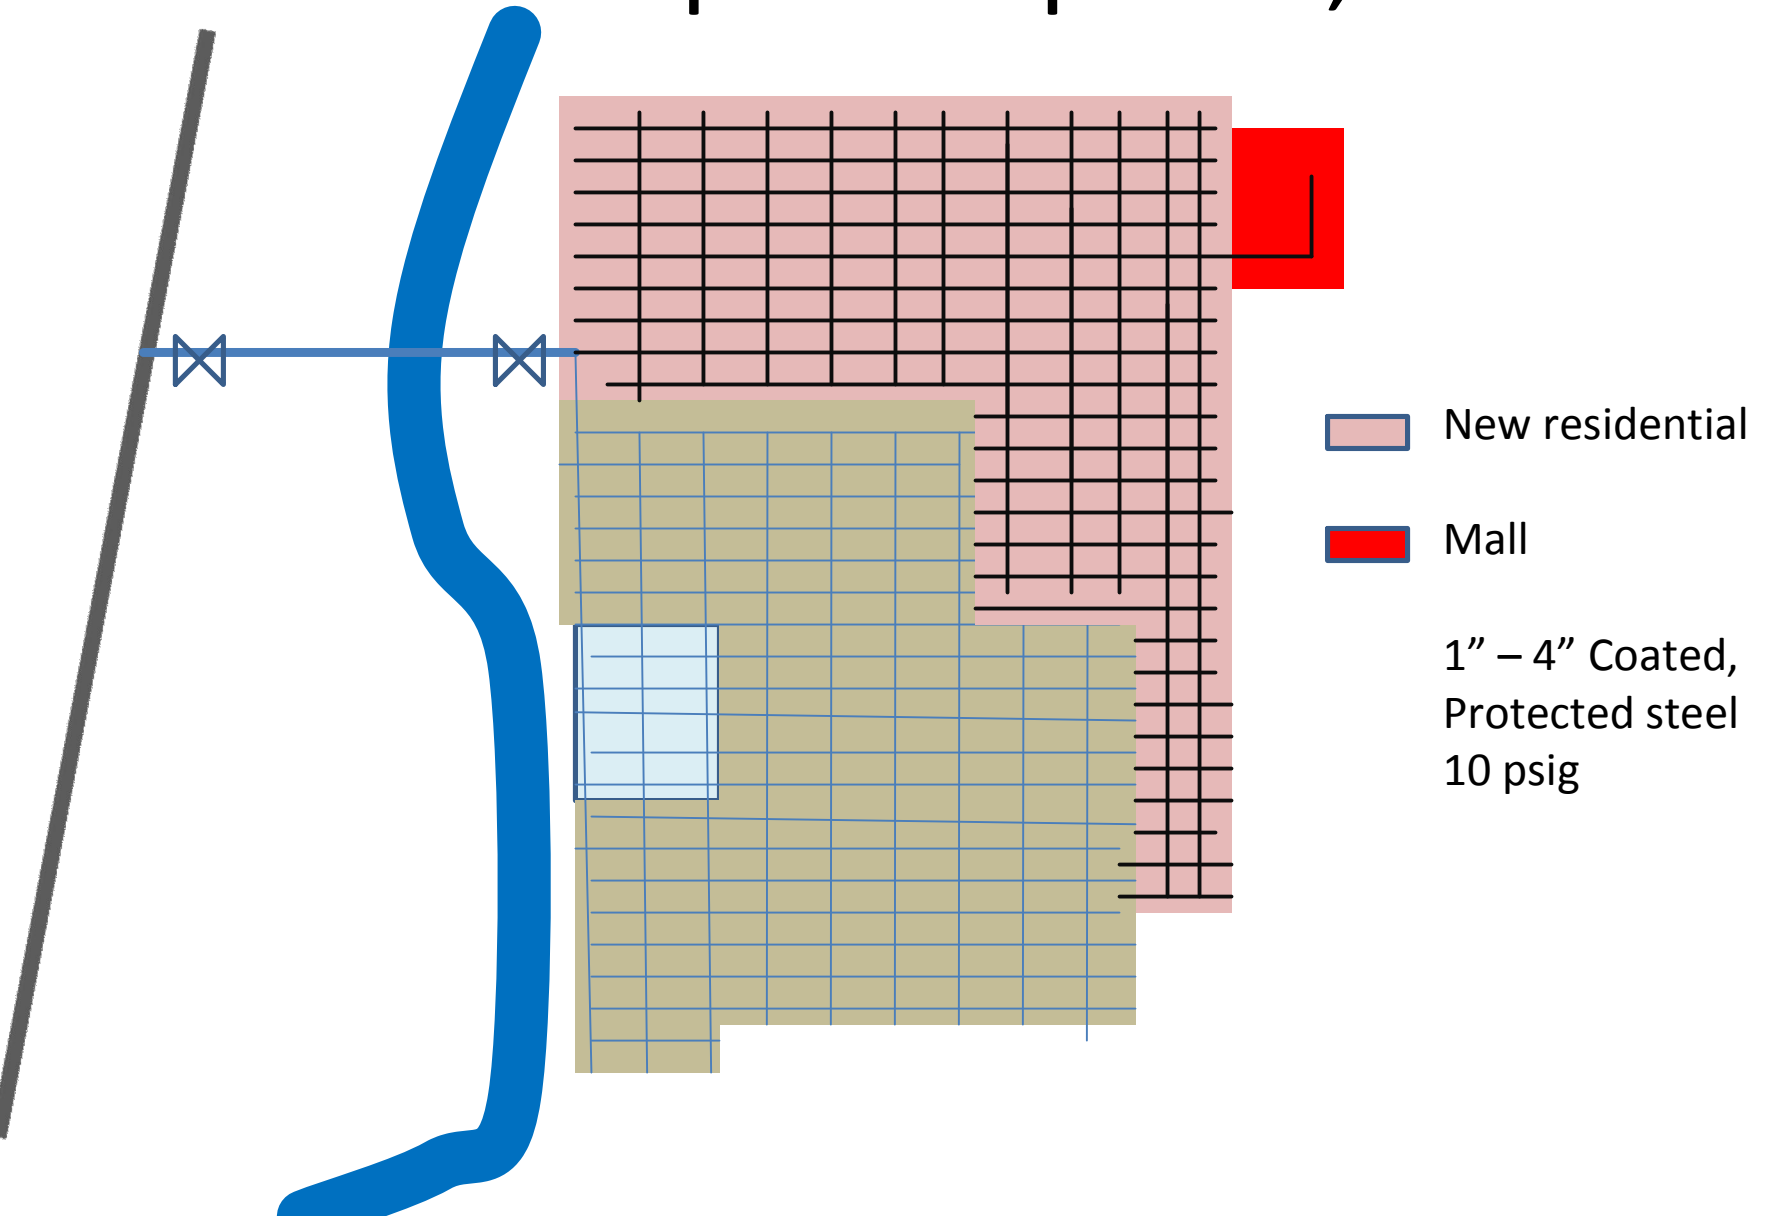 New residential
Mall
1” – 4” Coated,
Protected steel
10 psig